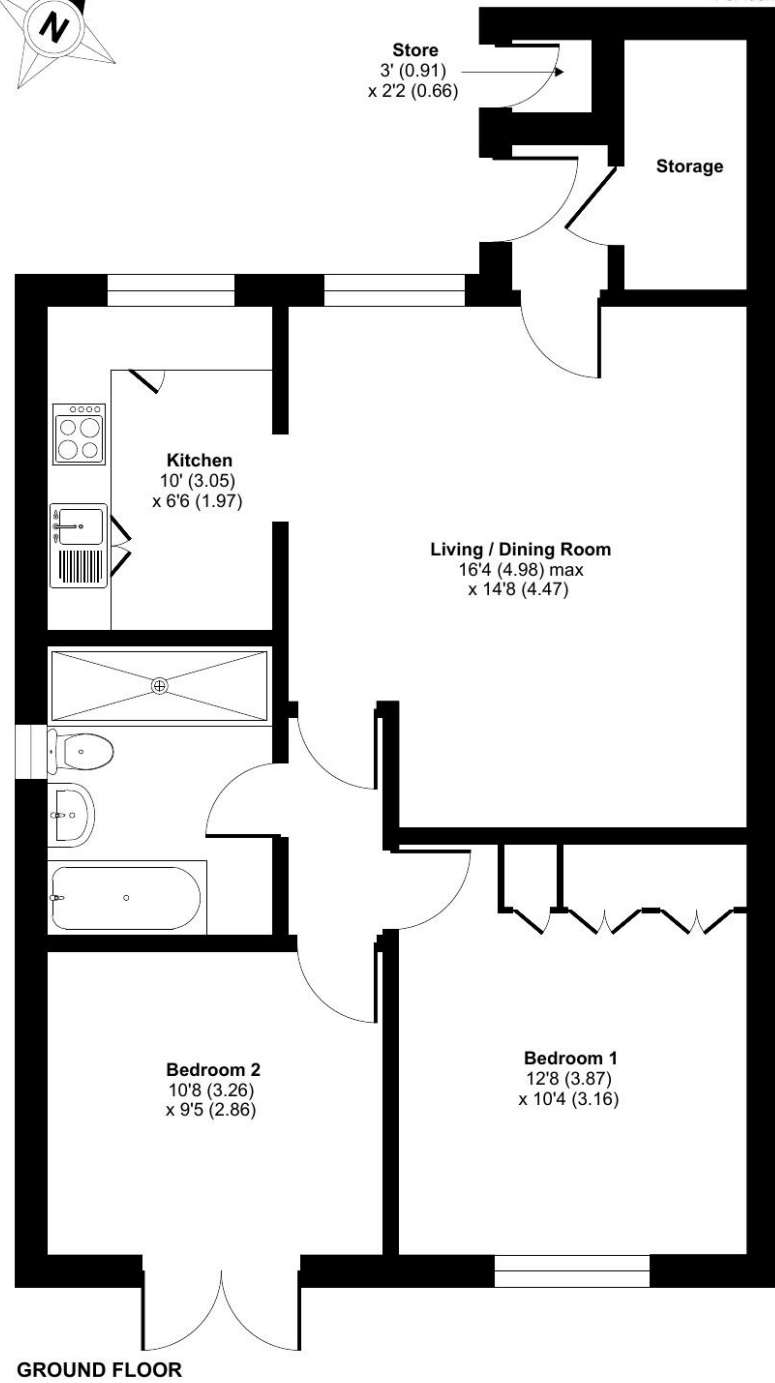 N
Store
3' (0.91)
x 2'2 (0.66)
Storage
Kitchen
10' (3.05)
x 6'6 (1.97)
Living / Dining Room
16'4 (4.98) max
x 14'8 (4.47)
Bedroom 2
10'8 (3.26)
x 9'5 (2.86)
Bedroom 1
12'8 (3.87)
x 10'4 (3.16)
GROUND FLOOR